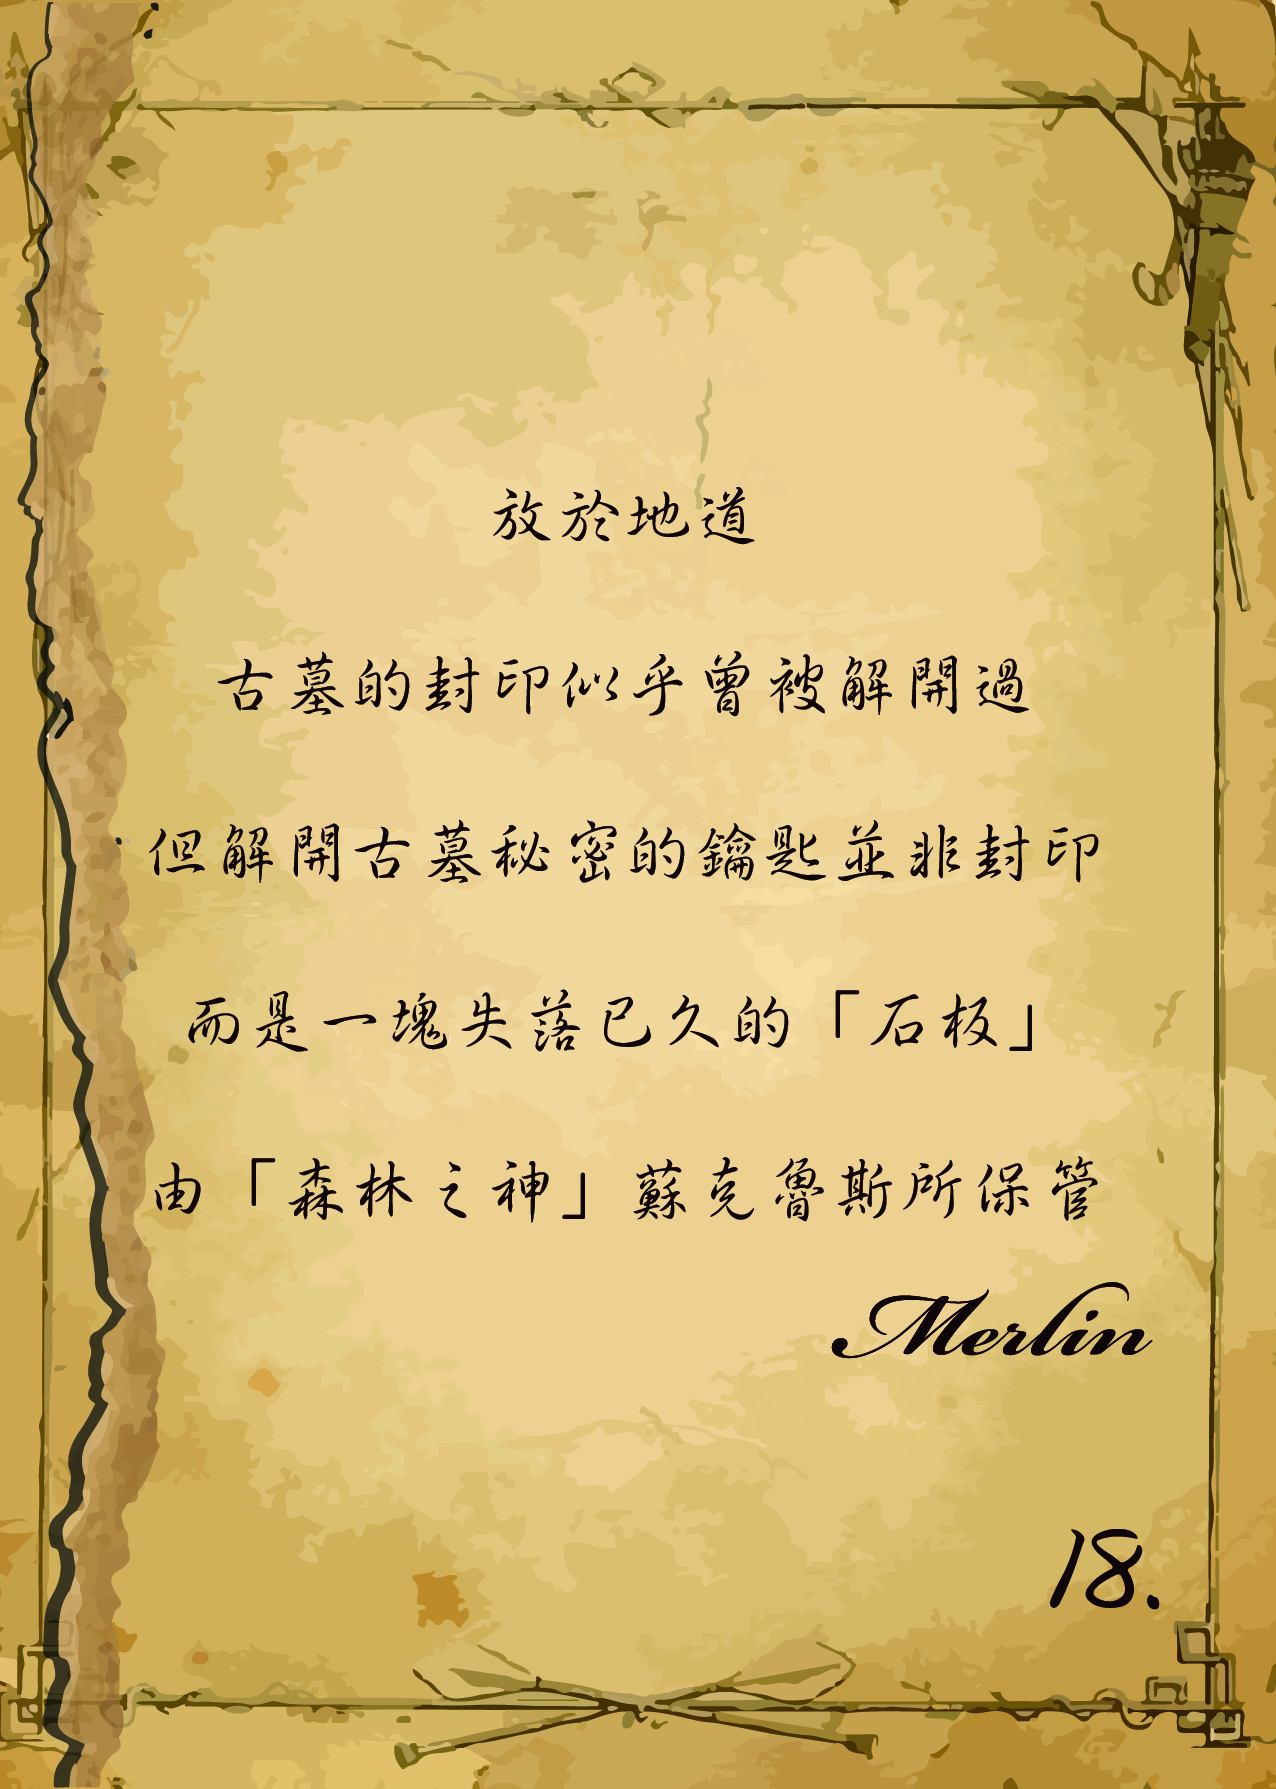 放於地道
古墓的封印似乎曾被解開過
但解開古墓秘密的鑰匙並非封印
而是一塊失落已久的「石板」
由「森林之神」蘇克魯斯所保管
Merlin
18.